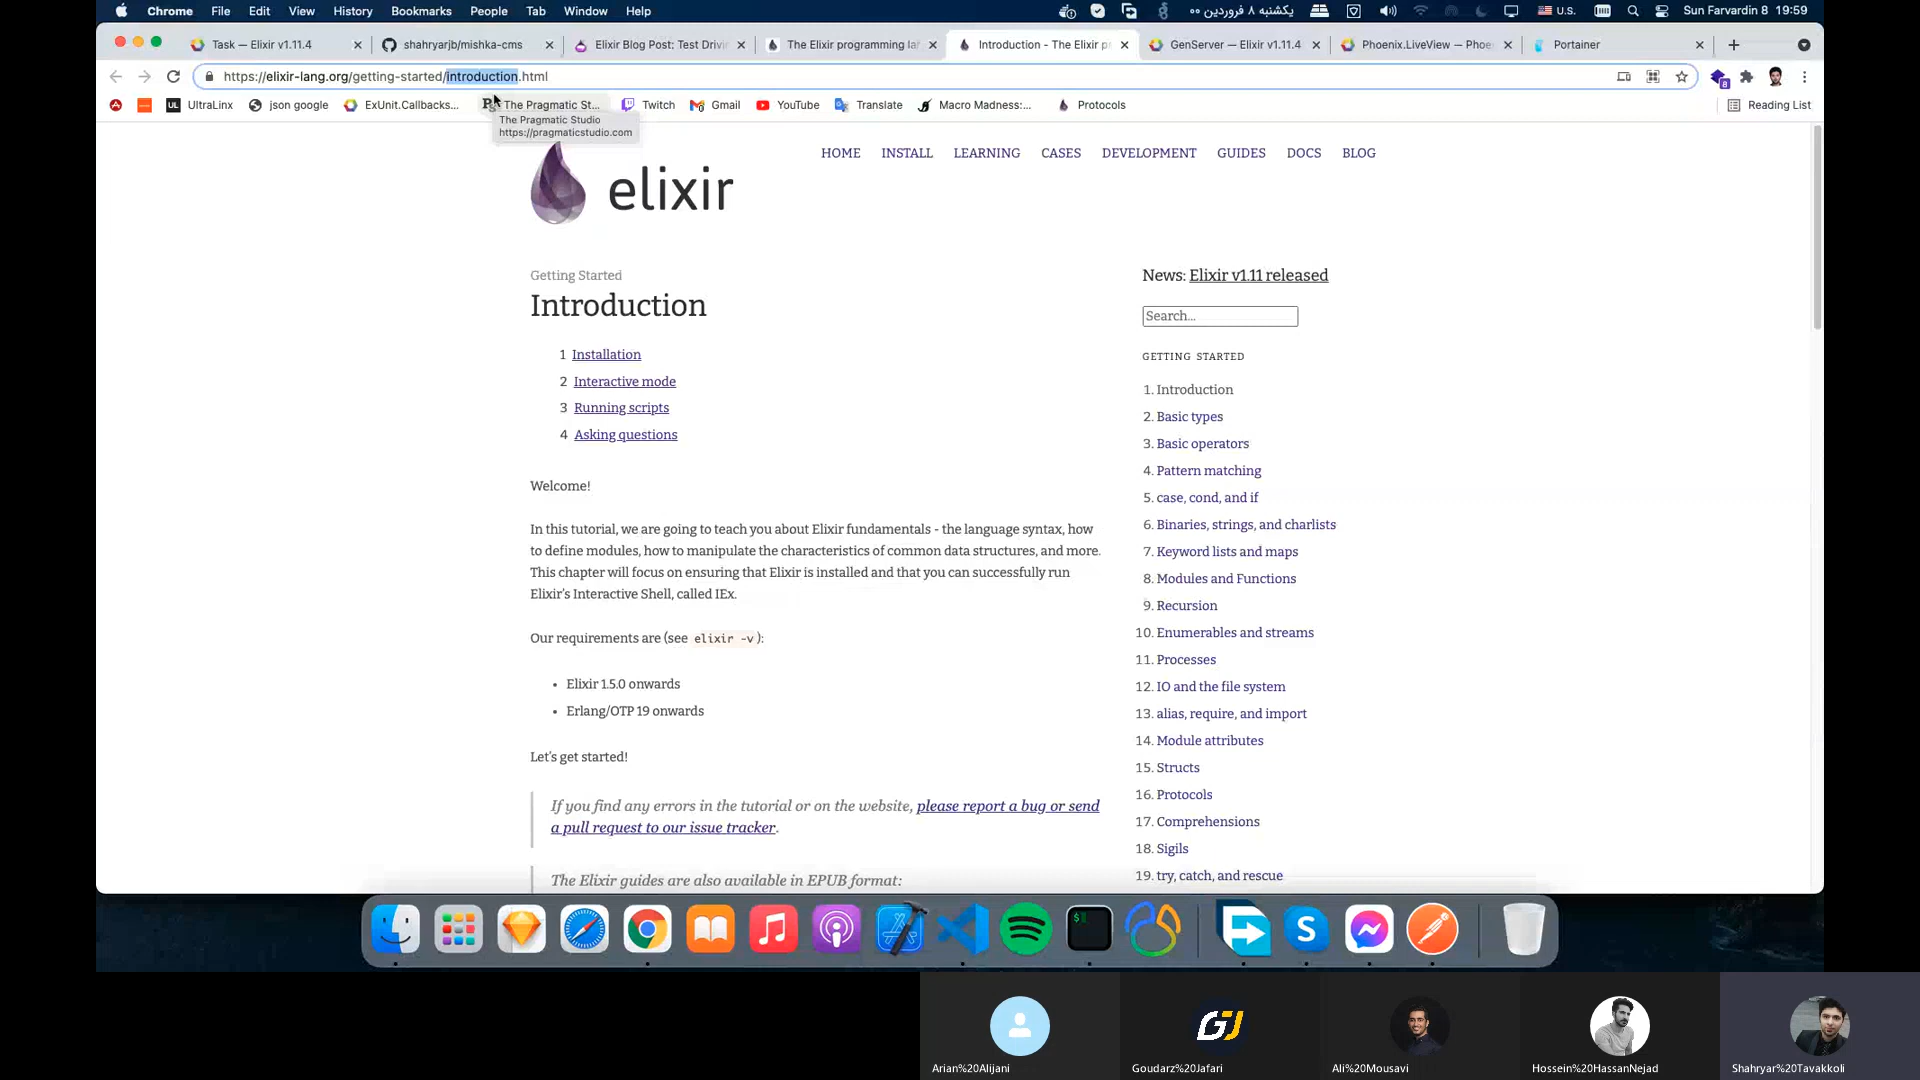 Chrome File Edit View History Bookmarks People Tab Window Help یکشنبه ۸ فروردین ۰۰ U.S. Sun Farvardin 8 19:59
Task — Elixir v1.11.4 shahryarjb/mishka-cms Elixir Blog Post: Test Drivi The Elixir programming la Introduction - The Elixir p GenServer — Elixir v1.11.4 Phoenix.LiveView — Phoe Portainer
https://elixir-lang.org/getting-started/introduction.html
UL UltraLinx json google ExUnit.Callbacks... The Pragmatic St... Twitch Gmail YouTube Translate Macro Madness:... Protocols Reading List
The Pragmatic Studio
https://pragmaticstudio.com
HOME INSTALL LEARNING CASES DEVELOPMENT GUIDES DOCS BLOG
elixir
Getting Started
Introduction
1 Installation
2 Interactive mode
3 Running scripts
4 Asking questions
Welcome!
In this tutorial, we are going to teach you about Elixir fundamentals - the language syntax, how
to define modules, how to manipulate the characteristics of common data structures, and more.
This chapter will focus on ensuring that Elixir is installed and that you can successfully run
Elixir's Interactive Shell, called IEx.
Our requirements are (see elixir -v):
• Elixir 1.5.0 onwards
• Erlang/OTP 19 onwards
Let's get started!
If you find any errors in the tutorial or on the website, please report a bug or send
a pull request to our issue tracker.
The Elixir guides are also available in EPUB format:
News: Elixir v1.11 released
Search...
GETTING STARTED
1. Introduction
2. Basic types
3. Basic operators
4. Pattern matching
5. case, cond, and if
6. Binaries, strings, and charlists
7. Keyword lists and maps
8. Modules and Functions
9. Recursion
10. Enumerables and streams
11. Processes
12. IO and the file system
13. alias, require, and import
14. Module attributes
15. Structs
16. Protocols
17. Comprehensions
18. Sigils
19. try, catch, and rescue
GJ
Arian%20Alijani Goudarz%20Jafari Ali%20Mousavi Hossein%20HassanNejad Shahryar%20Tavakkoli